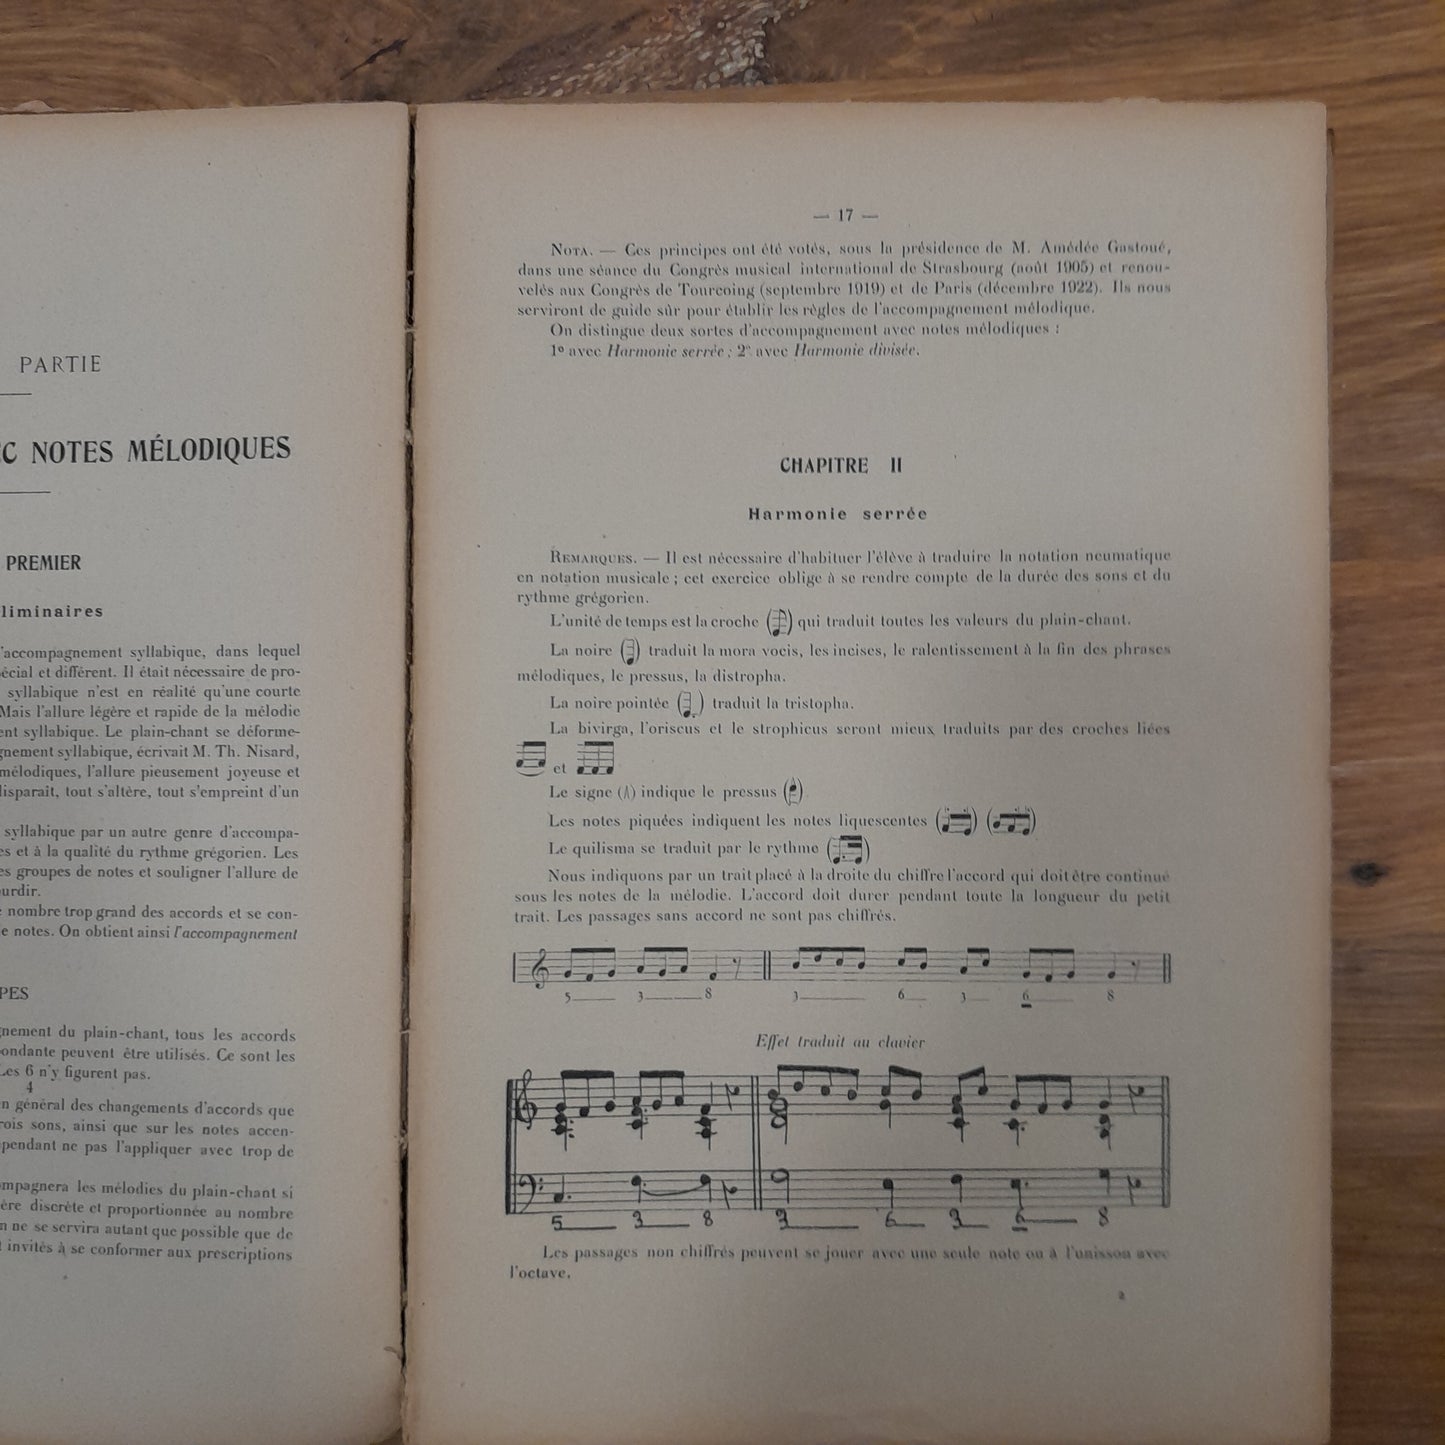 PARTIE
NOTES MÉLODIQUES
PREMIER
liminaires
'accompagnement syllabique, dans lequel
écial et différent. Il était nécessaire de pro-
syllabique n'est en réalité qu'une courte
Mais l'allure légère et rapide de la mélodie
ent syllabique. Le plain-chant se déforme-
gnement syllabique, écrivait M. Th. Nisard,
mélodiques, l'allure pieusement joyeuse et
disparaît, tout s'altère, tout s'empreint d'un
syllabique par un autre genre d'accompa-
es et à la qualité du rythme grégorien. Les
es groupes de notes et souligner l'allure de
ourdir.
nombre trop grand des accords et se con-
e notes. On obtient ainsi l'accompagnement
PES
gnement du plain-chant, tous les accords
pondante peuvent être utilisés. Ce sont les
Les 6 n'y figurent pas.
4
en général des changements d'accords que
rois sons, ainsi que sur les notes accen-
pendant ne pas l'appliquer avec trop de
mpagnera les mélodies du plain-chant si
ère discrète et proportionnée au nombre
n ne se servira autant que possible que de
t invités à se conformer aux prescriptions
— 17 —
NOTA. — Ces principes ont été votés, sous la présidence de M. Amédée Gastoué,
dans une séance du Congrès musical international de Strasbourg (août 1905) et renou-
velés aux Congrès de Tourcoing (septembre 1919) et de Paris (décembre 1922). Ils nous
serviront de guide sûr pour établir les règles de l'accompagnement mélodique.
On distingue deux sortes d'accompagnement avec notes mélodiques :
1° avec Harmonie serrée ; 2° avec Harmonie divisée.
CHAPITRE II
Harmonie serrée
REMARQUES. — Il est nécessaire d'habituer l'élève à traduire la notation neumatique
en notation musicale ; cet exercice oblige à se rendre compte de la durée des sons et du
rythme grégorien.
L'unité de temps est la croche ( ) qui traduit toutes les valeurs du plain-chant.
La noire ( ) traduit la mora vocis, les incises, le ralentissement à la fin des phrases
mélodiques, le pressus, la distropha.
La noire pointée ( ) traduit la tristopha.
La bivirga, l'oriscus et le strophicus seront mieux traduits par des croches liées
et
Le signe (Λ) indique le pressus ( )
Les notes piquées indiquent les notes liquescentes ( ) ( )
Le quilisma se traduit par le rythme ( )
Nous indiquons par un trait placé à la droite du chiffre l'accord qui doit être continué
sous les notes de la mélodie. L'accord doit durer pendant toute la longueur du petit
trait. Les passages sans accord ne sont pas chiffrés.
5 3 8 3 6 3 6 8
Effet traduit au clavier
5 3 8 3 6 3 6 8
Les passages non chiffrés peuvent se jouer avec une seule note ou à l'unisson avec
l'octave.